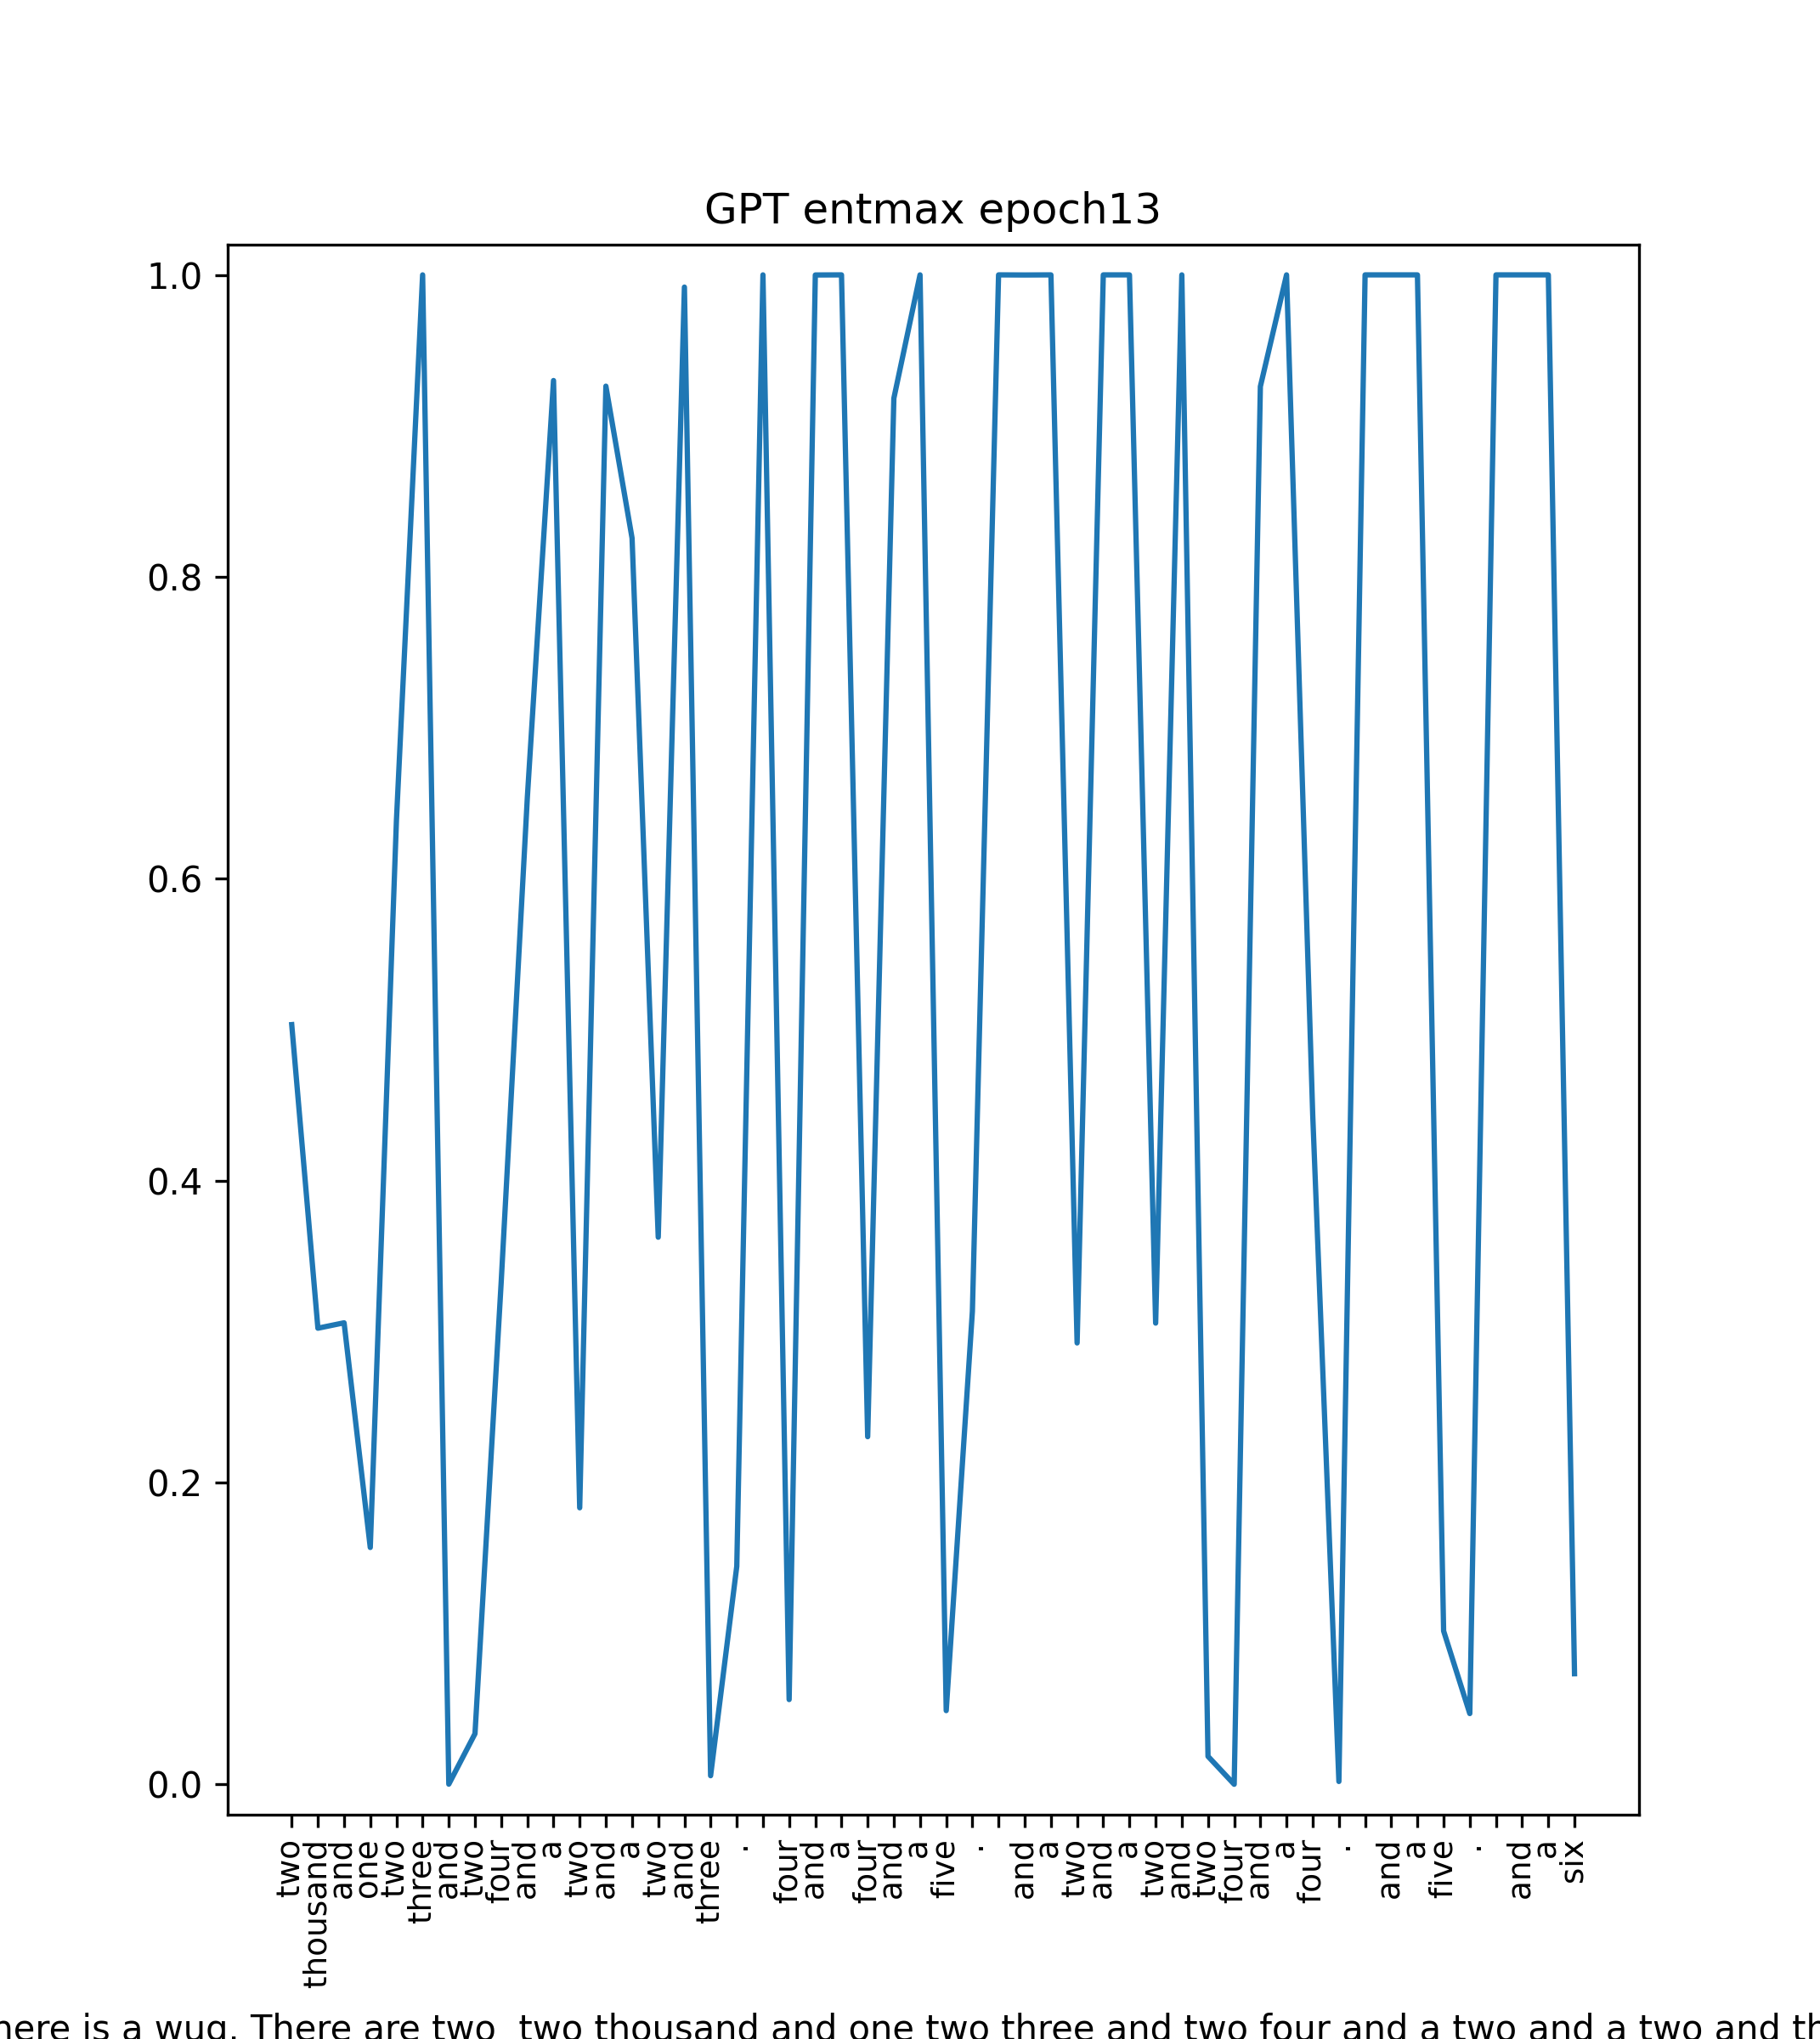 GPT entmax epoch13
1.0
0.8
0.6
0.4
0.2
0.0
two
thousand
and
one
two
three
and
two
four
and
a
two
and
a
two
and
three
.
four
and
a
four
and
a
five
.
and
a
two
and
a
two
and
two
four
and
a
four
.
and
a
five
.
and
a
six
here is a wug. There are two  two thousand and one two three and two four and a two and a two and th